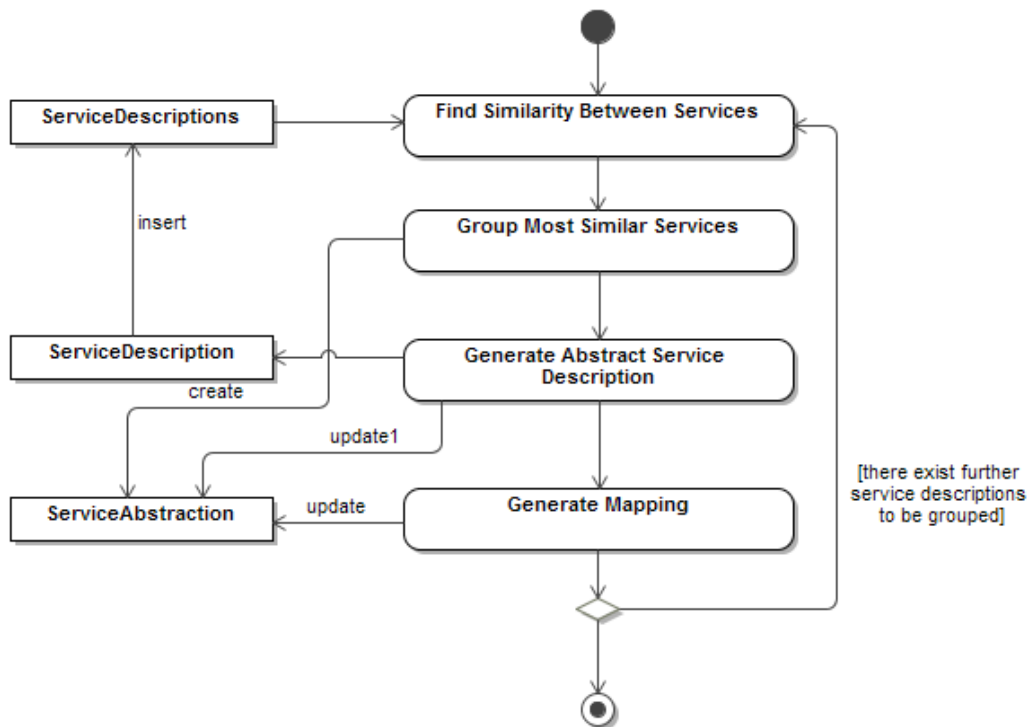 Find Similarity Between Services
ServiceDescriptions
insert
Group Most Similar Services
ServiceDescription
Generate Abstract Service
Description
create
update1
[there exist further
service descriptions
to be grouped]
ServiceAbstraction
update
Generate Mapping